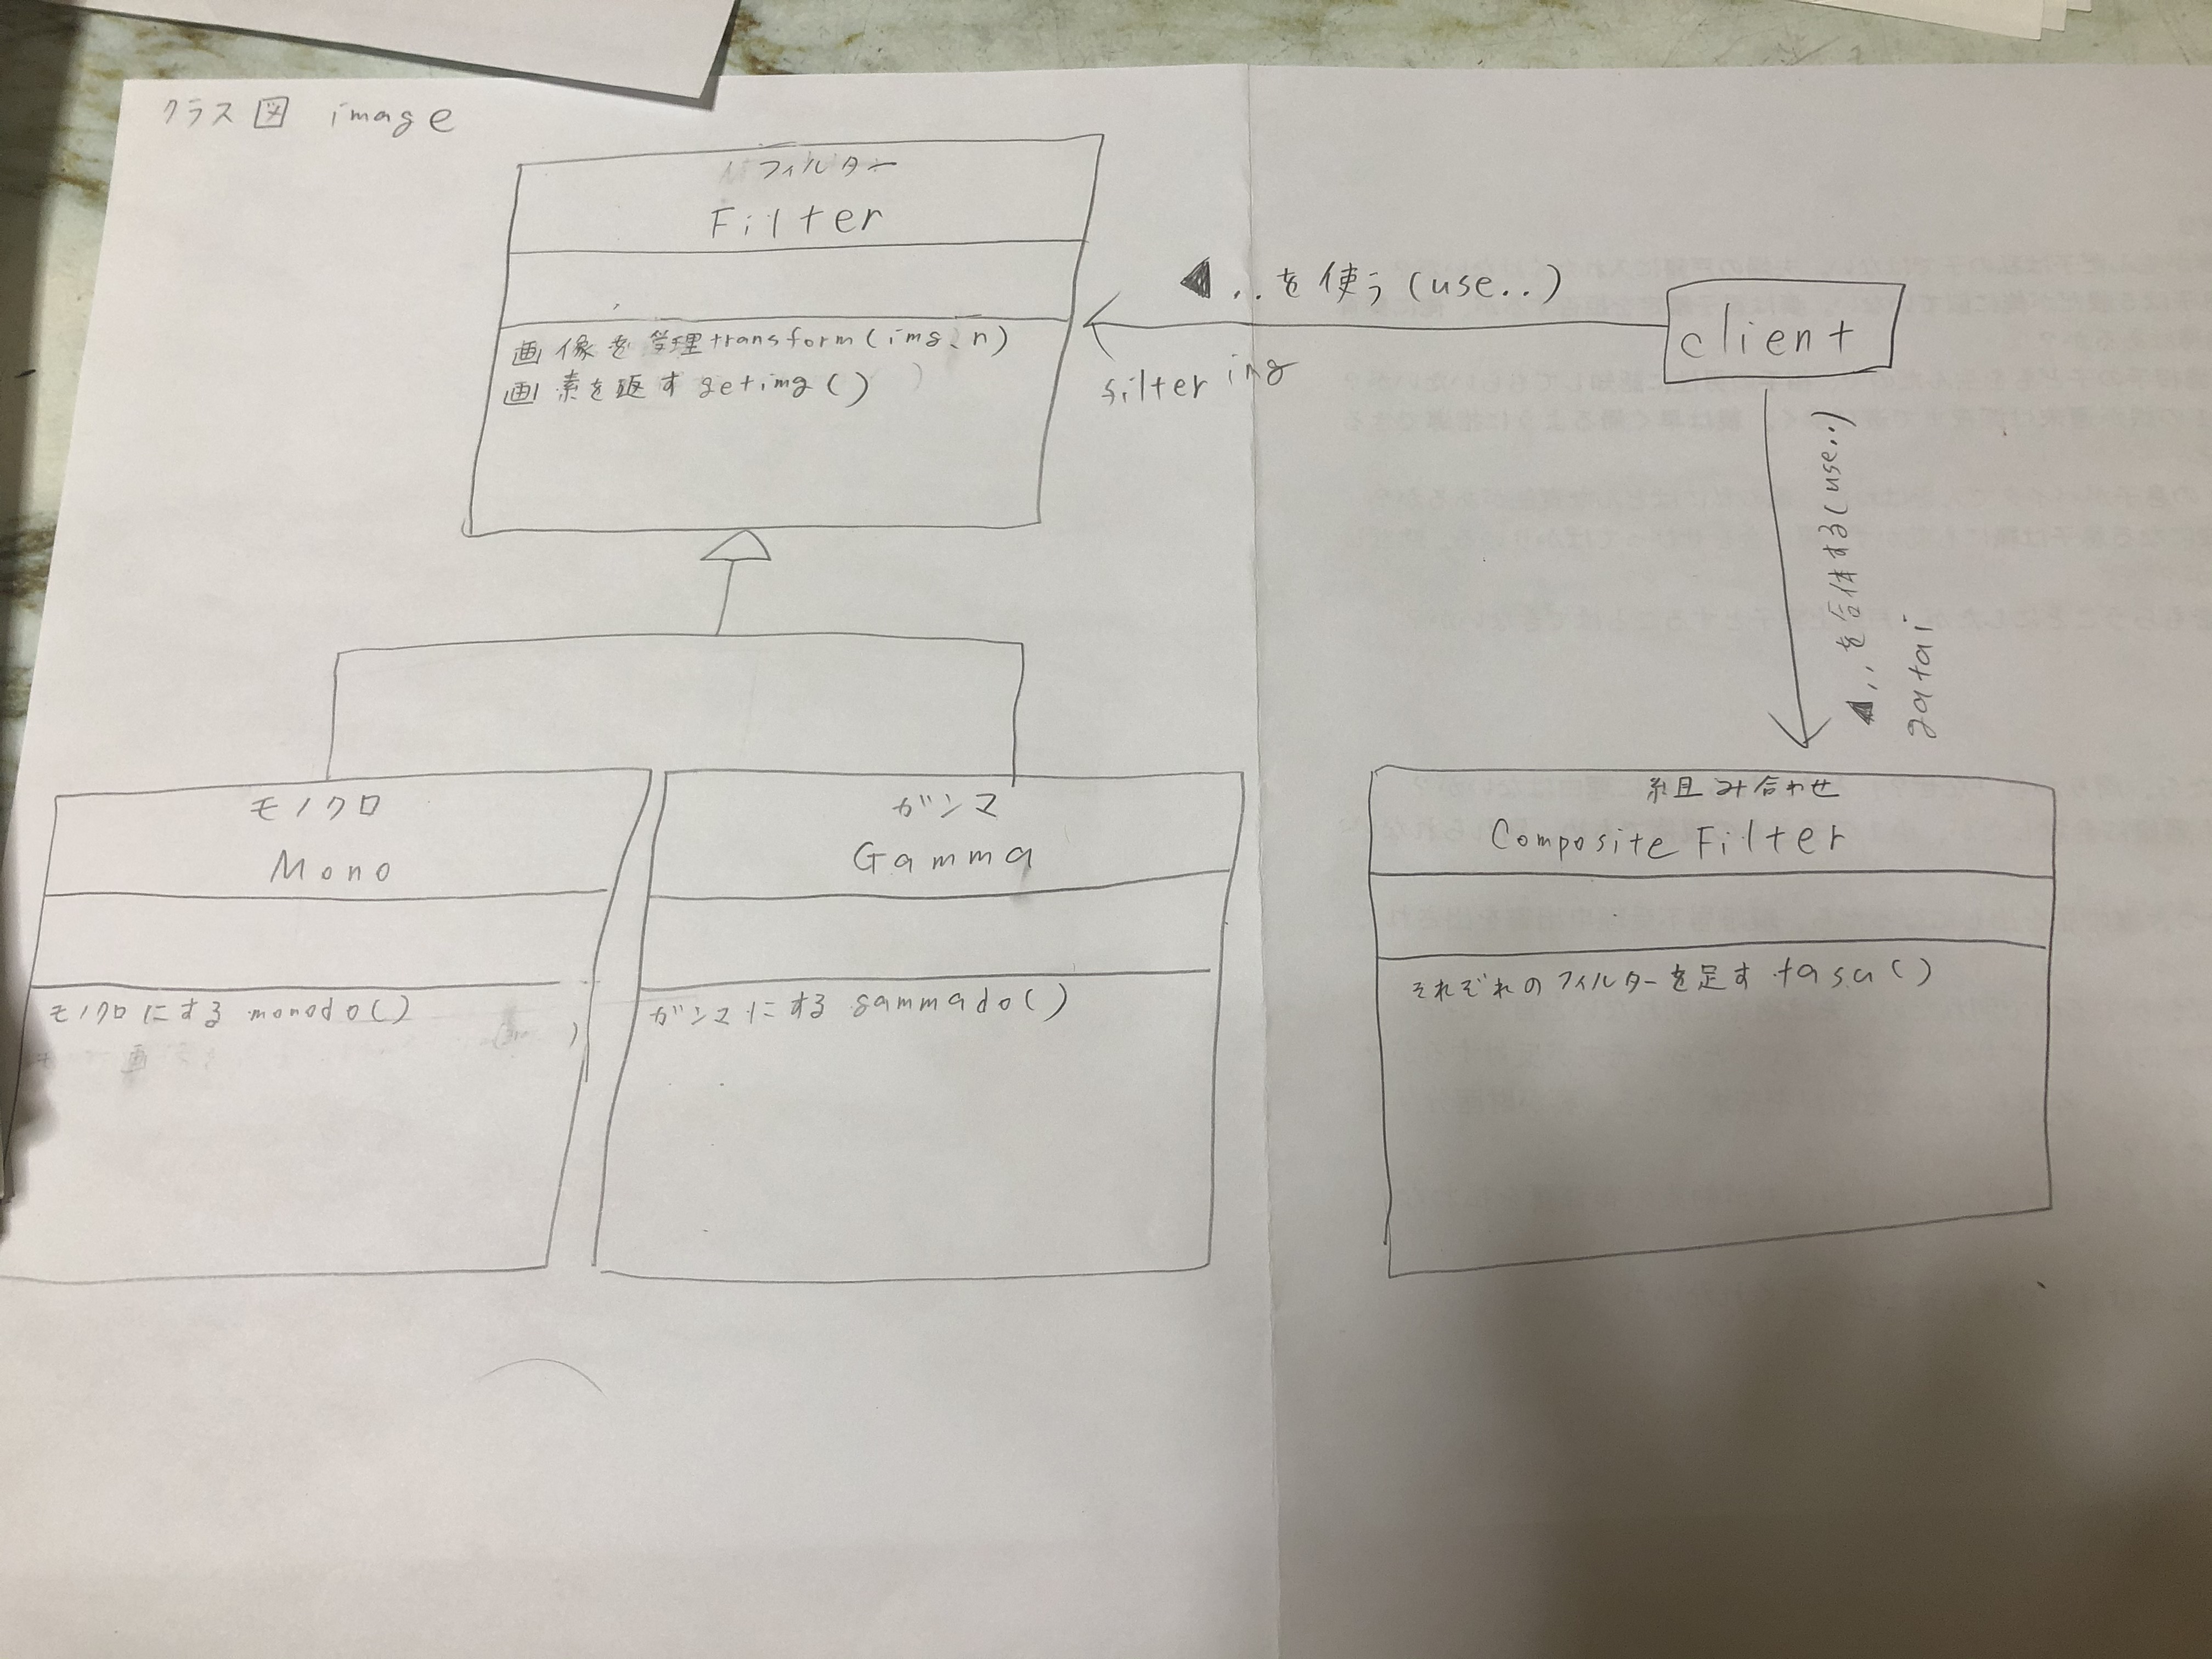 クラス図 image
フィルター
Filter
画像を管理 transform(img、n)
画素を返す getimg()
◀ ..を使う(use..)
filtering
client
◀ ..を合体する(use..)
gatai
モノクロ
Mono
モノクロにする monodo()
ガンマ
Gamma
ガンマにする gammado()
組み合わせ
Composite Filter
それぞれのフィルターを足す tasu()